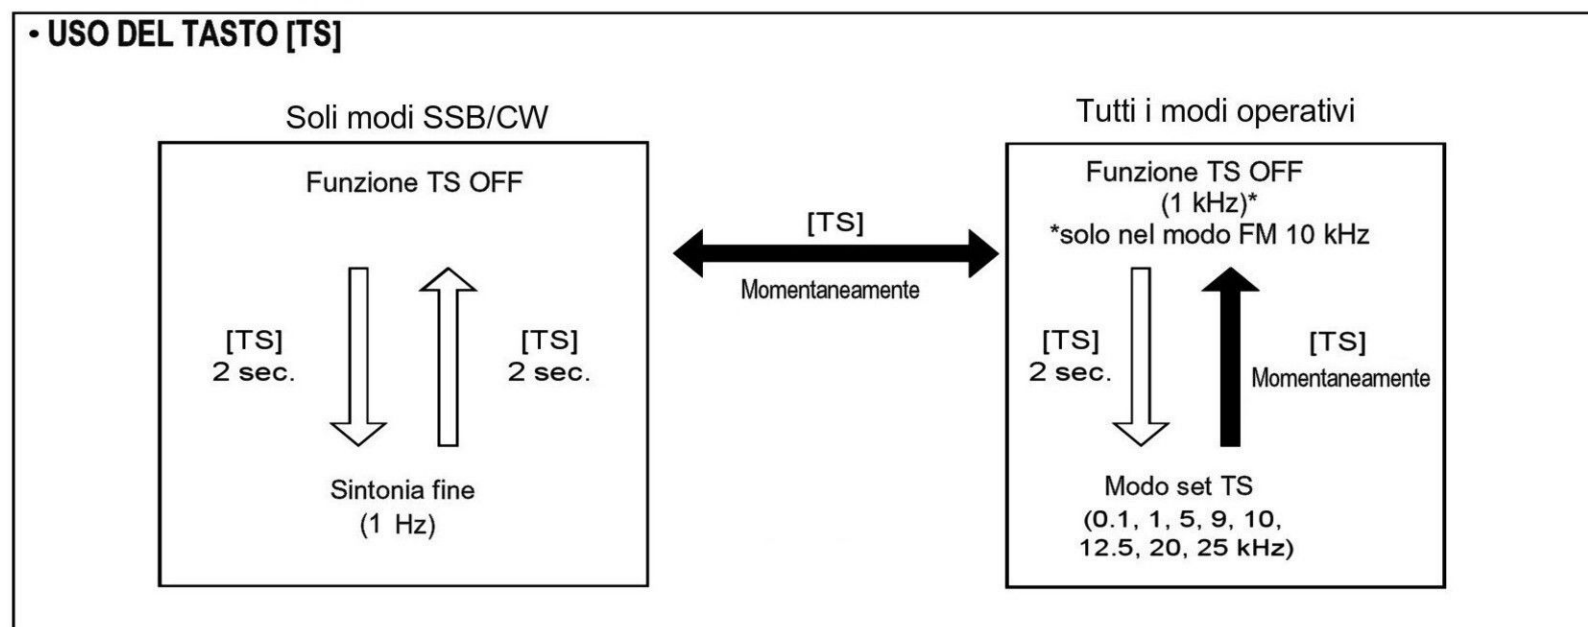 • USO DEL TASTO [TS]
Soli modi SSB/CW
Funzione TS OFF
[TS]
2 sec.
[TS]
2 sec.
Sintonia fine
(1 Hz)
[TS]
Momentaneamente
Tutti i modi operativi
Funzione TS OFF
(1 kHz)*
*solo nel modo FM 10 kHz
[TS]
2 sec.
[TS]
Momentaneamente
Modo set TS
(0.1, 1, 5, 9, 10,
12.5, 20, 25 kHz)